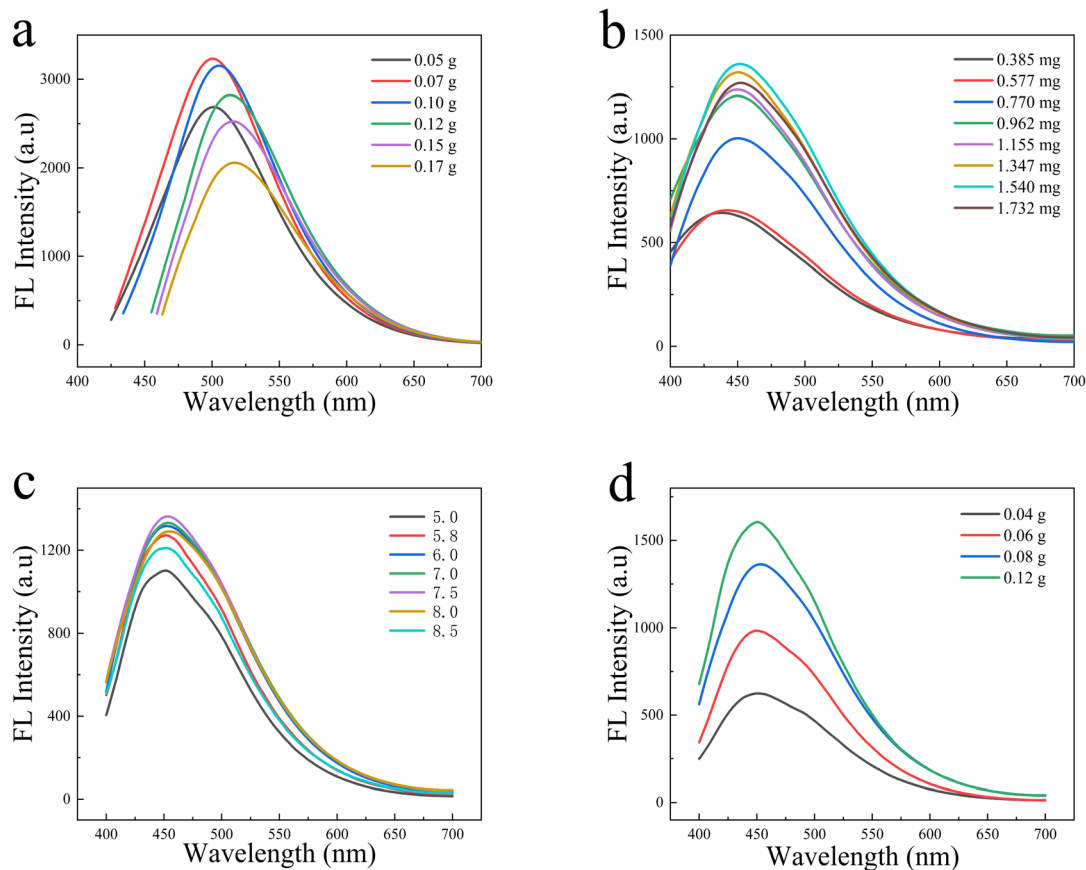 a
FL Intensity (a.u)
3000
2000
1000
0
400 450 500 550 600 650 700
Wavelength (nm)
0.05 g
0.07 g
0.10 g
0.12 g
0.15 g
0.17 g
b
FL Intensity (a.u)
1500
1000
500
0
400 450 500 550 600 650 700
Wavelength (nm)
0.385 mg
0.577 mg
0.770 mg
0.962 mg
1.155 mg
1.347 mg
1.540 mg
1.732 mg
c
FL Intensity (a.u)
1200
800
400
0
400 450 500 550 600 650 700
Wavelength (nm)
5.0
5.8
6.0
7.0
7.5
8.0
8.5
d
FL Intensity (a.u)
1500
1000
500
0
400 450 500 550 600 650 700
Wavelength (nm)
0.04 g
0.06 g
0.08 g
0.12 g